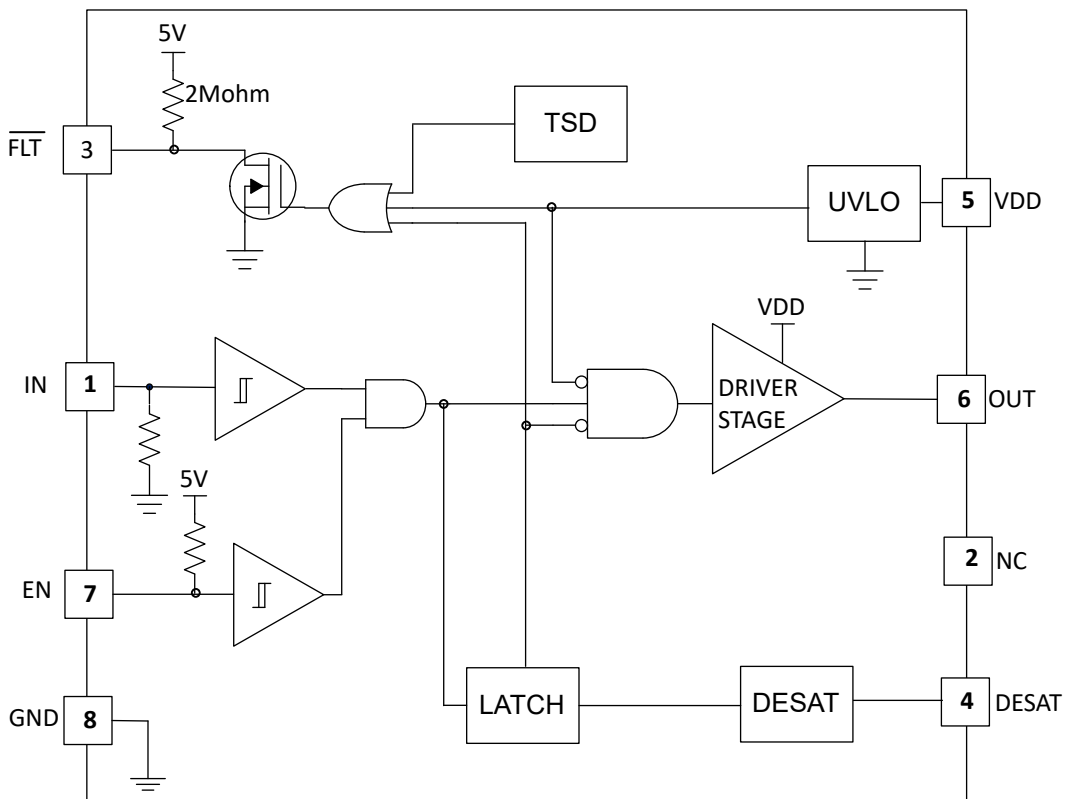 5V
2Mohm
FLT
3
TSD
UVLO
5
VDD
VDD
IN
1
DRIVER
STAGE
6
OUT
5V
2
NC
EN
7
LATCH
DESAT
4
DESAT
GND
8